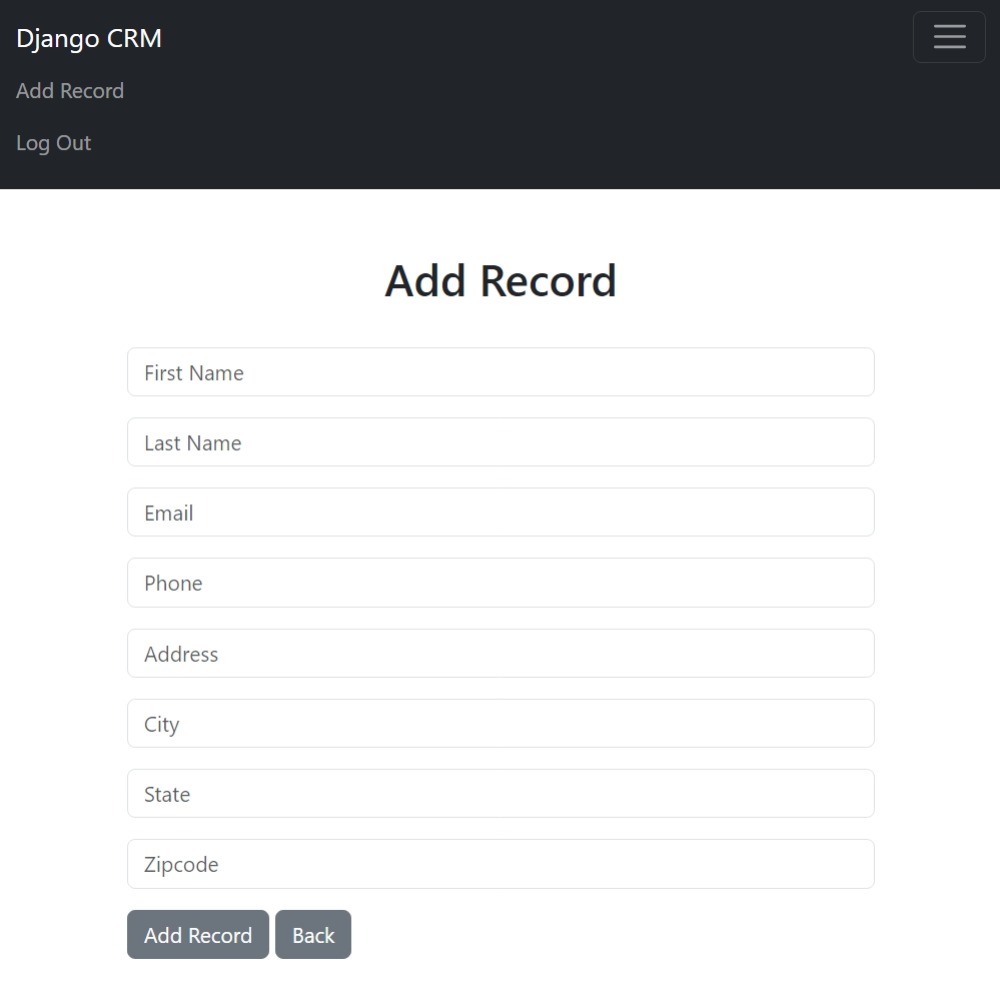 Django CRM
Add Record
Log Out
Add Record
First Name
Last Name
Email
Phone
Address
City
State
Zipcode
Add Record Back